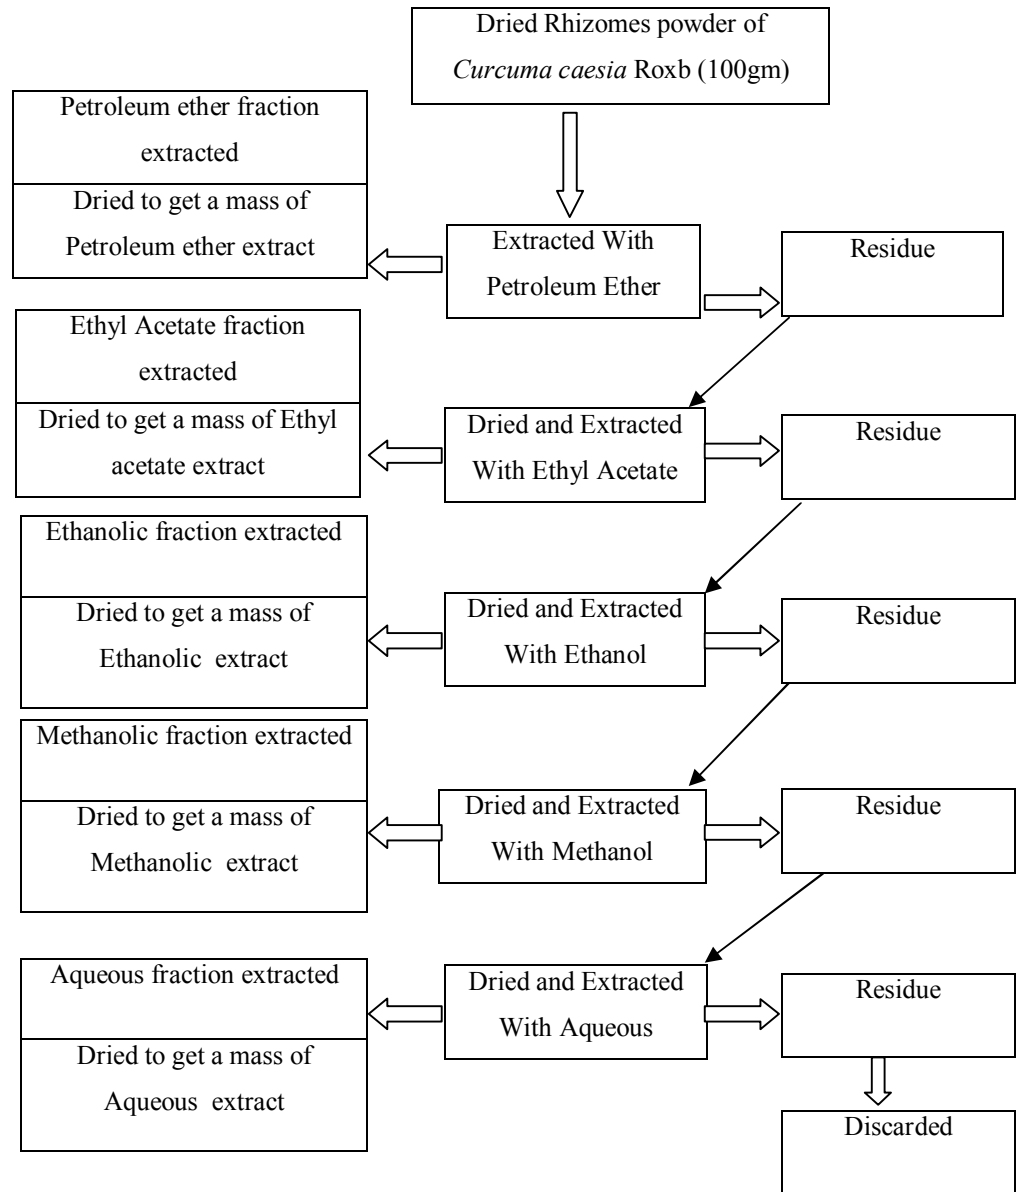 Dried Rhizomes powder of
Curcuma caesia Roxb (100gm)
Petroleum ether fraction
extracted
Dried to get a mass of
Petroleum ether extract
Extracted With
Petroleum Ether
Residue
Ethyl Acetate fraction
extracted
Dried to get a mass of Ethyl
acetate extract
Dried and Extracted
With Ethyl Acetate
Residue
Ethanolic fraction extracted
Dried to get a mass of
Ethanolic extract
Dried and Extracted
With Ethanol
Residue
Methanolic fraction extracted
Dried to get a mass of
Methanolic extract
Dried and Extracted
With Methanol
Residue
Aqueous fraction extracted
Dried to get a mass of
Aqueous extract
Dried and Extracted
With Aqueous
Residue
Discarded